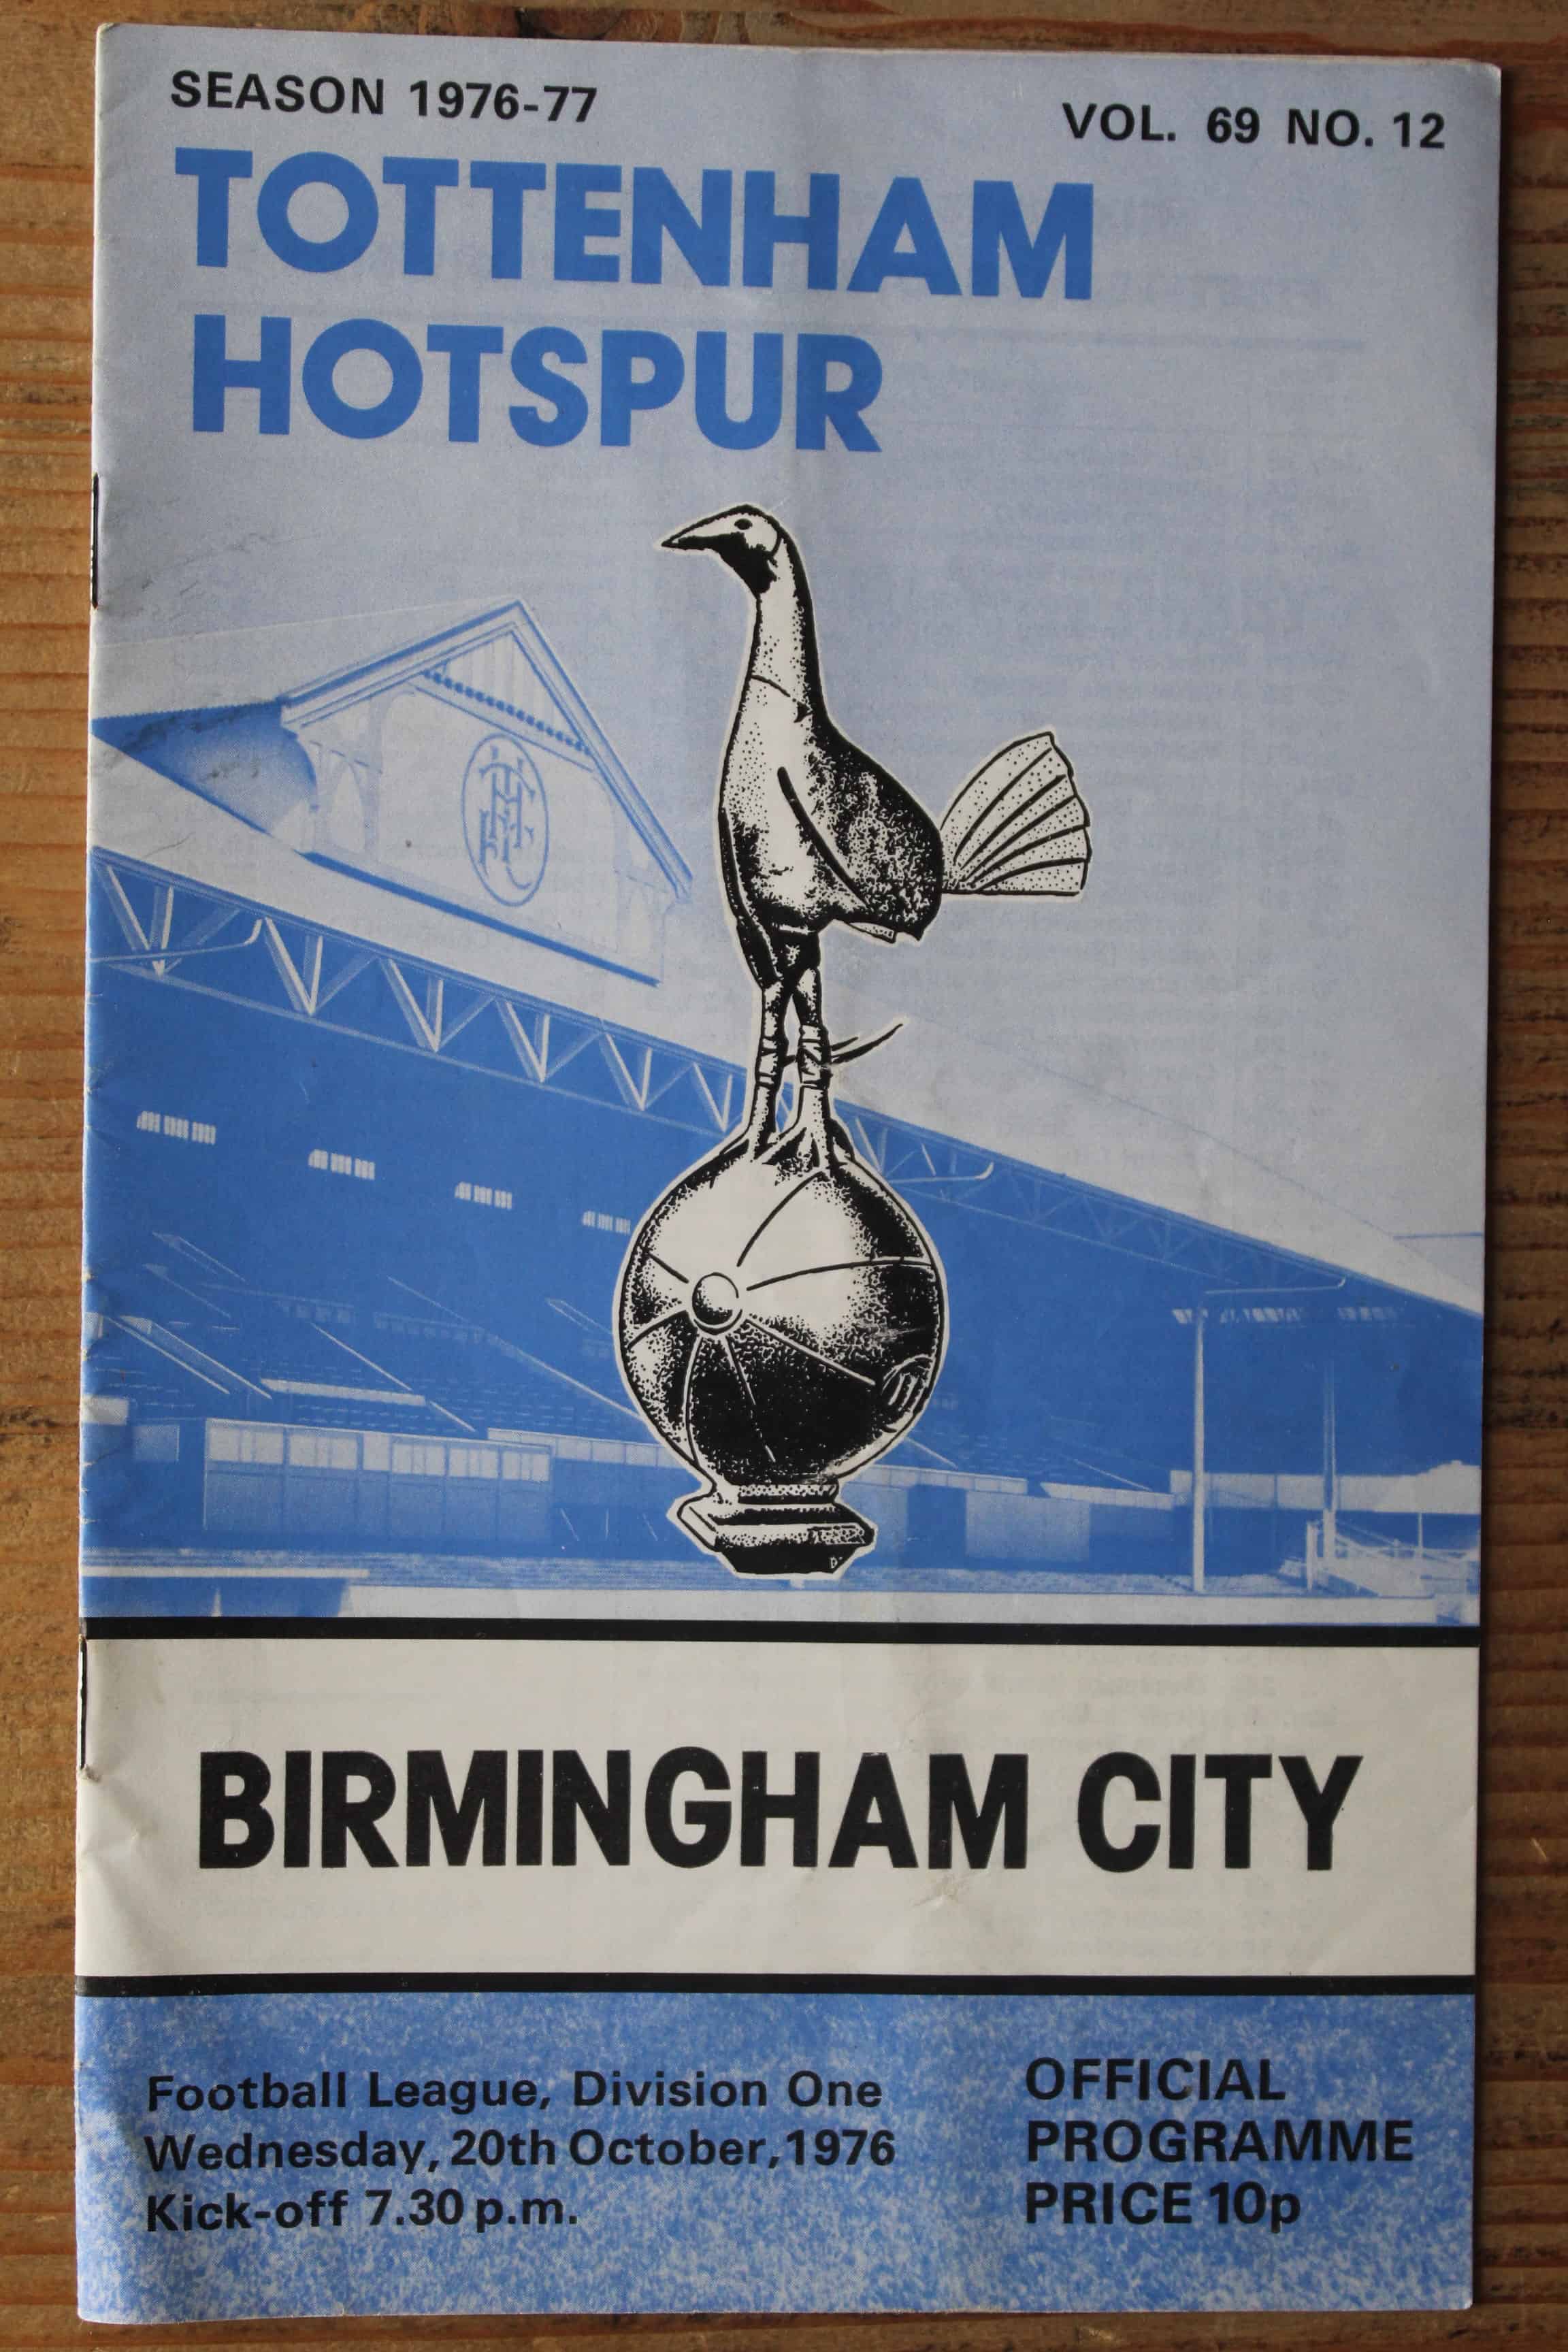 SEASON 1976-77
VOL. 69 NO. 12
TOTTENHAM
HOTSPUR
BIRMINGHAM CITY
Football League, Division One
Wednesday, 20th October, 1976
Kick-off 7.30 p.m.
OFFICIAL
PROGRAMME
PRICE 10p